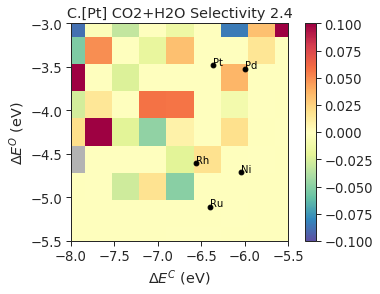 C.[Pt] CO2+H2O Selectivity 2.4
−3.0
−3.5
−4.0
−4.5
−5.0
−5.5
ΔE^O (eV)
Pt
Pd
Rh
Ni
Ru
−8.0 −7.5 −7.0 −6.5 −6.0 −5.5
ΔE^C (eV)
0.100
0.075
0.050
0.025
0.000
−0.025
−0.050
−0.075
−0.100